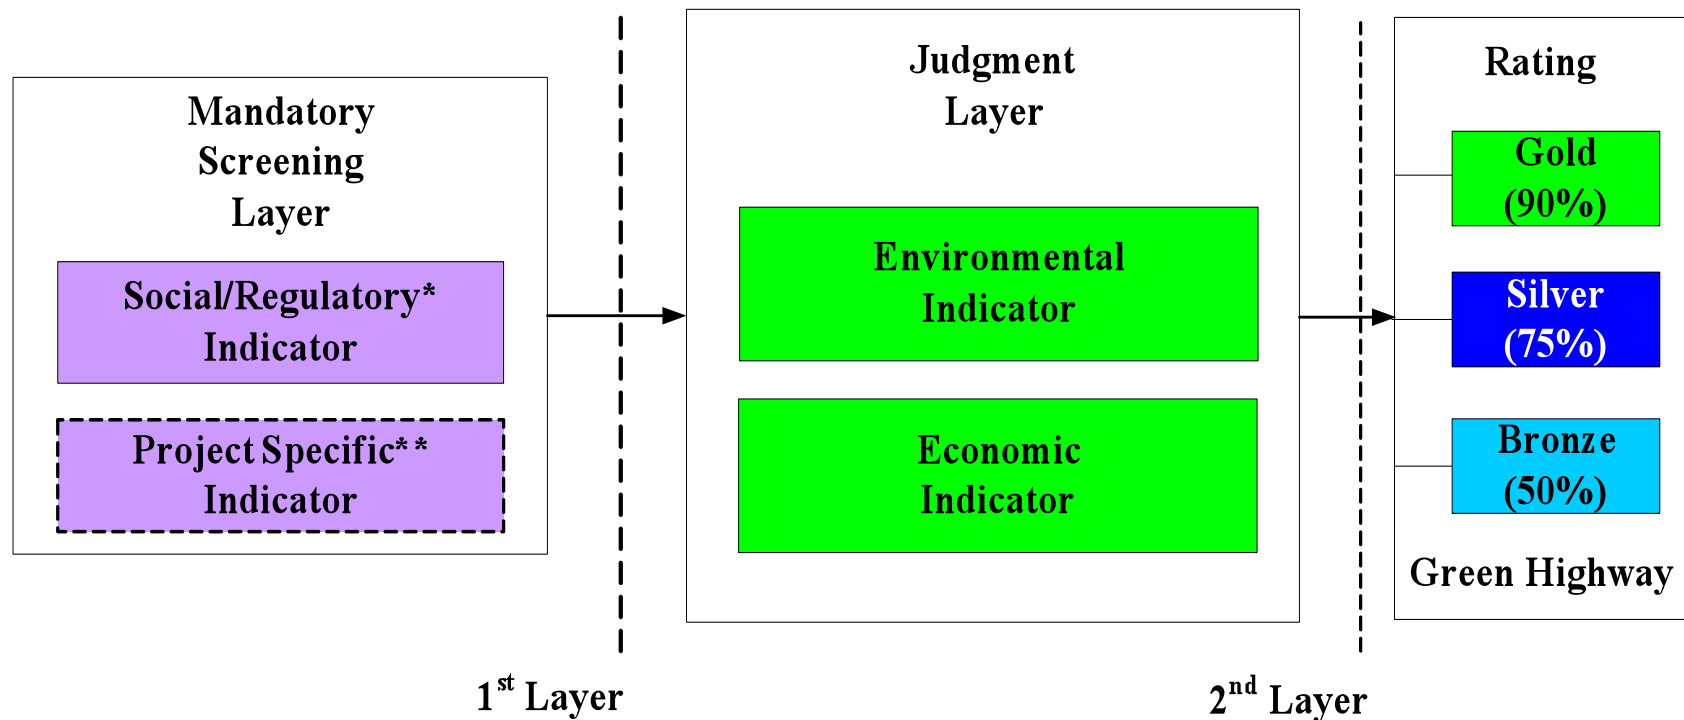 Mandatory
Screening
Layer
Social/Regulatory*
Indicator
Project Specific**
Indicator
1st Layer
Judgment
Layer
Environmental
Indicator
Economic
Indicator
2nd Layer
Rating
Gold
(90%)
Silver
(75%)
Bronze
(50%)
Green Highway